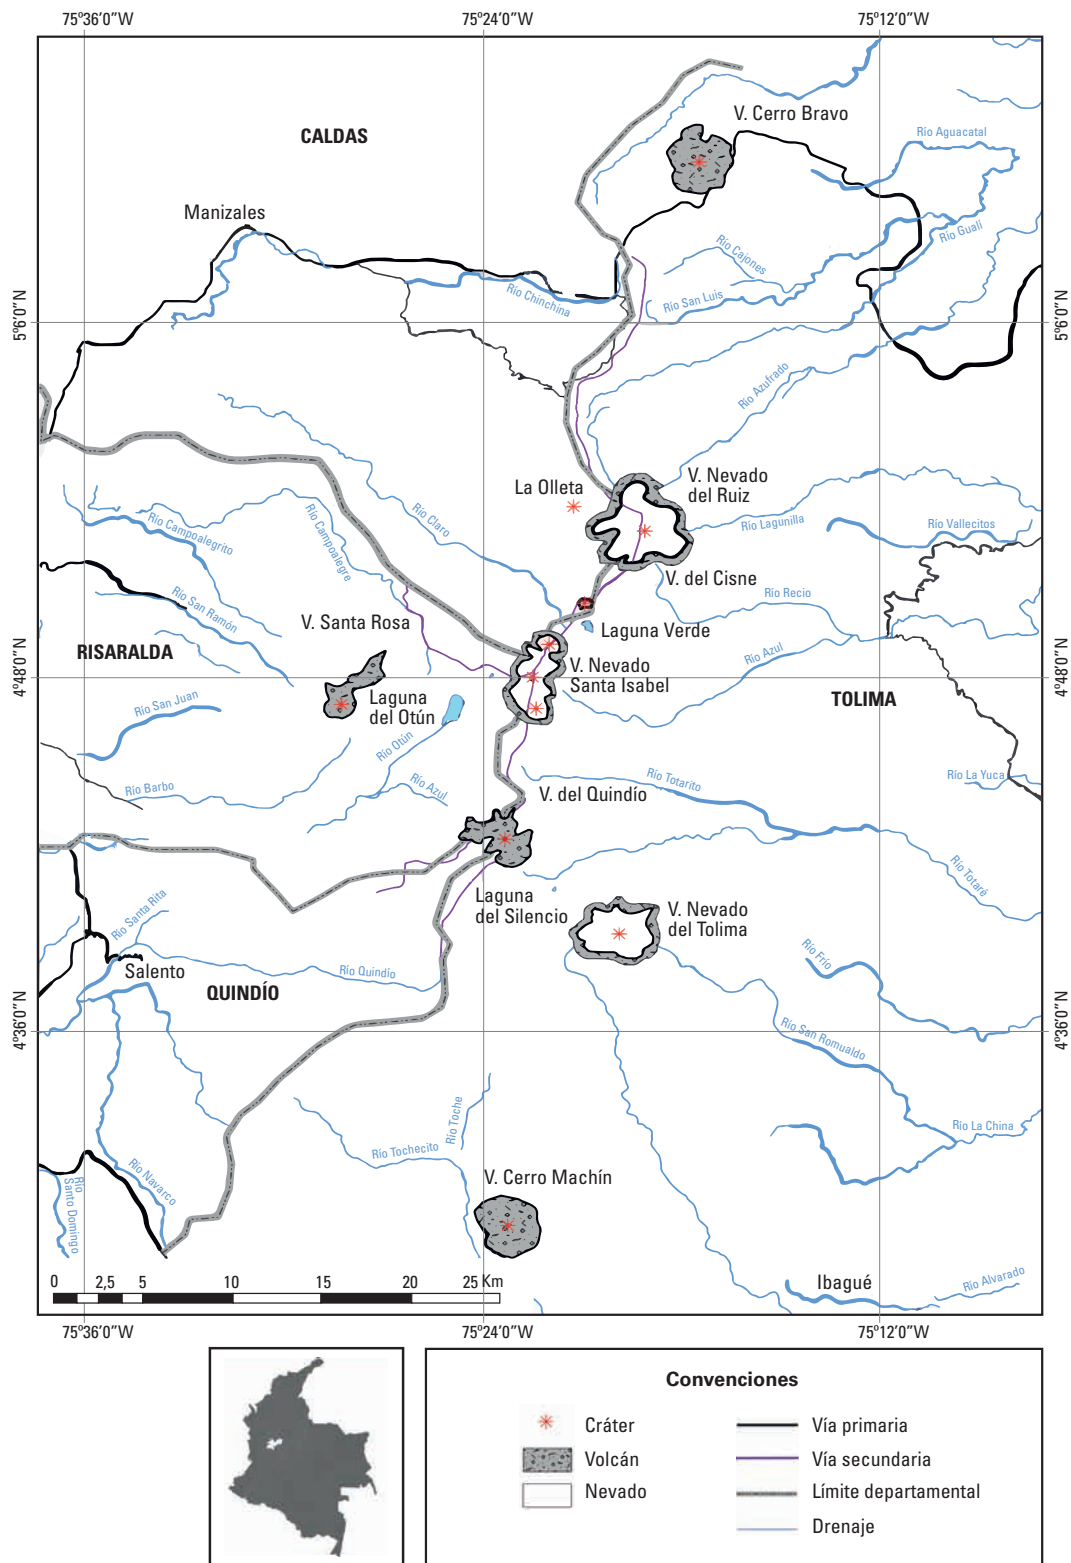 75°36'0"W
75°24'0"W
75°12'0"W
V. Cerro Bravo
CALDAS
Río Aguacatal
Manizales
Río Gualí
Río Cajones
Río Chinchina
Río San Luis
5°6'0"N
5°6'0"N
Río Azufrado
La Olleta
V. Nevado
del Ruiz
Río Claro
Río Campoalegrito
Río Campoalegre
Río Lagunilla
Río Vallecitos
V. del Cisne
Río San Ramón
Río Recio
V. Santa Rosa
Laguna Verde
RISARALDA
Río Azul
V. Nevado
Santa Isabel
4°48'0"N
4°48'0"N
TOLIMA
Río San Juan
Laguna
del Otún
Río Otún
Río Barbo
Río Azul
V. del Quindío
Río Totarito
Río La Yuca
Río Totaré
Laguna
del Silencio
V. Nevado
del Tolima
Río Santa Rita
Río Frío
Salento
Río Quindío
QUINDÍO
4°36'0"N
4°36'0"N
Río San Romualdo
Río Toche
Río Tochecito
Río La China
Río Navarco
Río
Santo Domingo
V. Cerro Machín
Ibagué
Río Alvarado
0 2,5 5 10 15 20 25 Km
75°36'0"W
75°24'0"W
75°12'0"W
Convenciones
Cráter
Volcán
Nevado
Vía primaria
Vía secundaria
Límite departamental
Drenaje